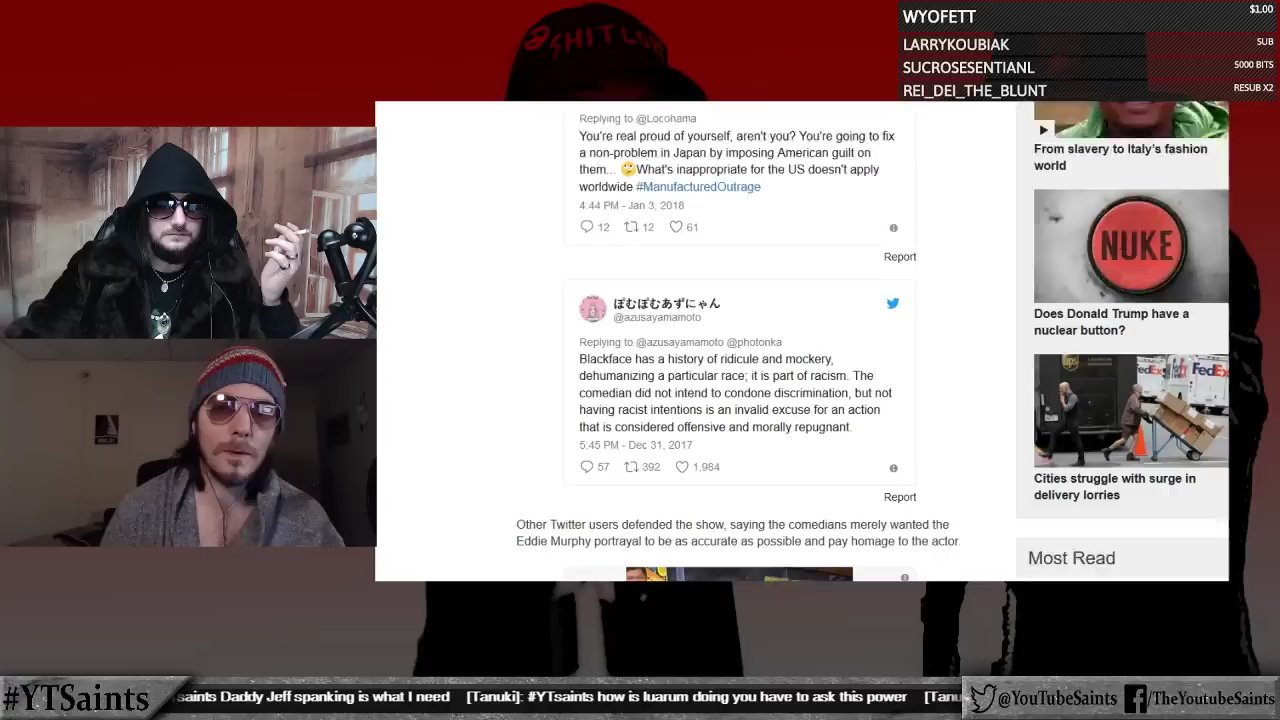 SHITLOR
WYOFETT
$1.00
LARRYKOUBIAK
SUB
SUCROSESENTIANL
5000 BITS
REI_DEI_THE_BLUNT
RESUB X2
Replying to @Locohama
You're real proud of yourself, aren't you? You're going to fix
a non-problem in Japan by imposing American guilt on
them... 🙄What's inappropriate for the US doesn't apply
worldwide #ManufacturedOutrage
4:44 PM - Jan 3, 2018
12 12 61
Report
ぽむぽむあずにゃん
@azusayamamoto
Replying to @azusayamamoto @photonka
Blackface has a history of ridicule and mockery,
dehumanizing a particular race; it is part of racism. The
comedian did not intend to condone discrimination, but not
having racist intentions is an invalid excuse for an action
that is considered offensive and morally repugnant.
5:45 PM - Dec 31, 2017
57 392 1,984
Report
Other Twitter users defended the show, saying the comedians merely wanted the
Eddie Murphy portrayal to be as accurate as possible and pay homage to the actor.
From slavery to Italy's fashion
world
NUKE
Does Donald Trump have a
nuclear button?
ups
FedEx
FedEx
Cities struggle with surge in
delivery lorries
Most Read
#YTSaints
saints Daddy Jeff spanking is what I need [Tanuki]: #YTsaints how is luarum doing you have to ask this power [Tanu
@YouTubeSaints
/TheYoutubeSaints